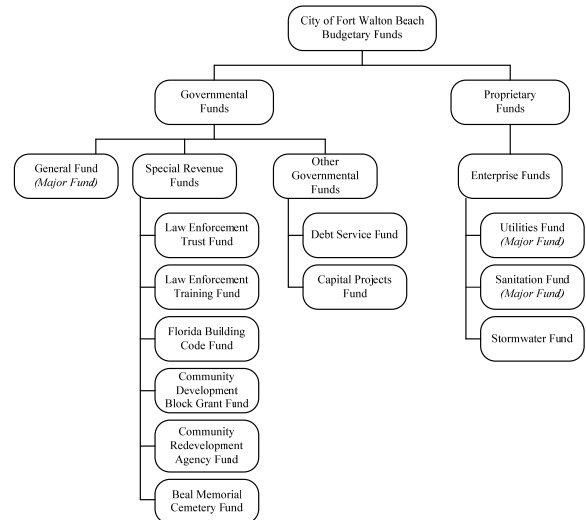 City of Fort Walton Beach
Budgetary Funds
Governmental
Funds
Proprietary
Funds
General Fund
(Major Fund)
Special Revenue
Funds
Other
Governmental
Funds
Enterprise Funds
Law Enforcement
Trust Fund
Law Enforcement
Training Fund
Florida Building
Code Fund
Community
Development
Block Grant Fund
Community
Redevelopment
Agency Fund
Beal Memorial
Cemetery Fund
Debt Service Fund
Capital Projects
Fund
Utilities Fund
(Major Fund)
Sanitation Fund
(Major Fund)
Stormwater Fund